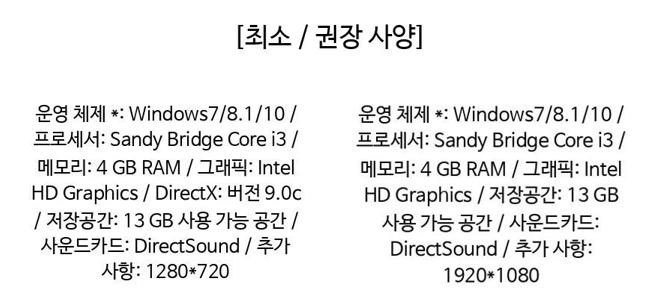 [최소 / 권장 사양]
운영 체제 *: Windows7/8.1/10 /
프로세서: Sandy Bridge Core i3 /
메모리: 4 GB RAM / 그래픽: Intel
HD Graphics / DirectX: 버전 9.0c
/ 저장공간: 13 GB 사용 가능 공간 /
사운드카드: DirectSound / 추가
사항: 1280*720
운영 체제 *: Windows7/8.1/10 /
프로세서: Sandy Bridge Core i3 /
메모리: 4 GB RAM / 그래픽: Intel
HD Graphics / 저장공간: 13 GB
사용 가능 공간 / 사운드카드:
DirectSound / 추가 사항:
1920*1080